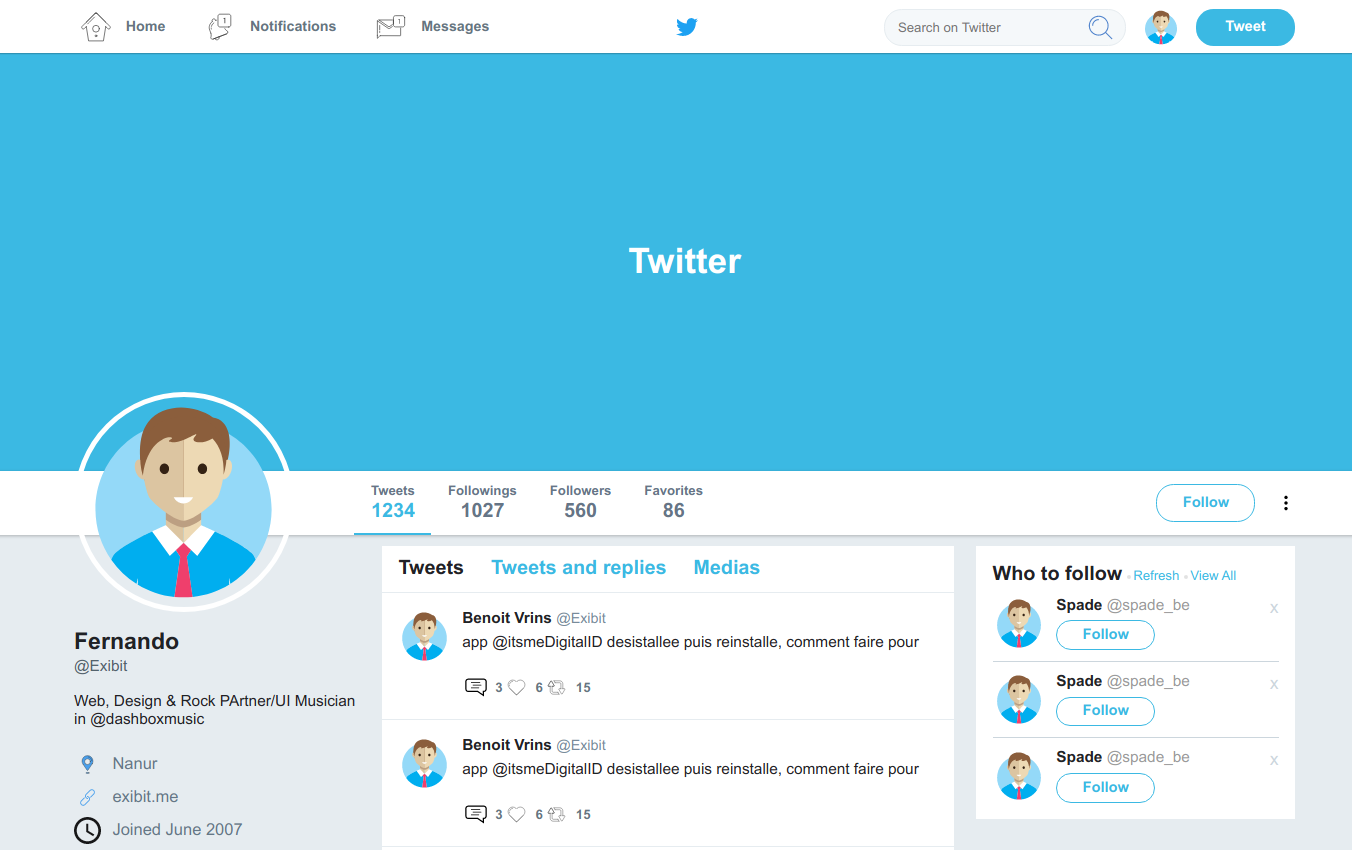 Home
1
Notifications
1
Messages
Search on Twitter
Tweet
Twitter
Tweets
1234
Followings
1027
Followers
560
Favorites
86
Follow
Fernando
@Exibit
Web, Design & Rock PArtner/UI Musician
in @dashboxmusic
Nanur
exibit.me
Joined June 2007
Tweets Tweets and replies Medias
Benoit Vrins @Exibit
app @itsmeDigitalID desistallee puis reinstalle, comment faire pour
3 6 15
Benoit Vrins @Exibit
app @itsmeDigitalID desistallee puis reinstalle, comment faire pour
3 6 15
Who to follow • Refresh • View All
Spade @spade_be x
Follow
Spade @spade_be x
Follow
Spade @spade_be x
Follow